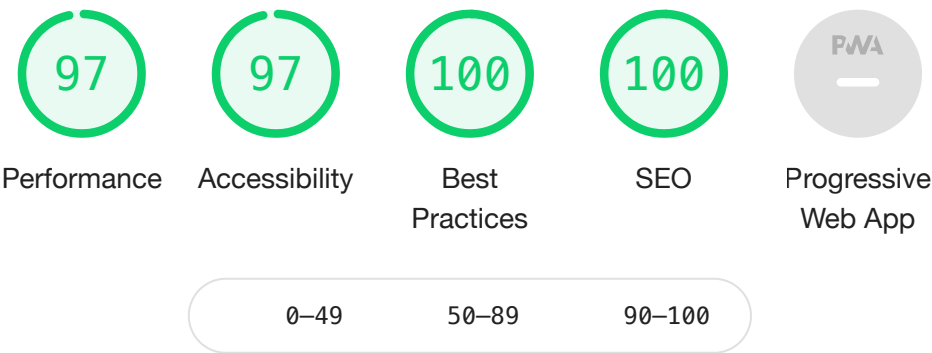 97 97 100 100 PWA
Performance Accessibility Best Practices SEO Progressive Web App
0–49 50–89 90–100